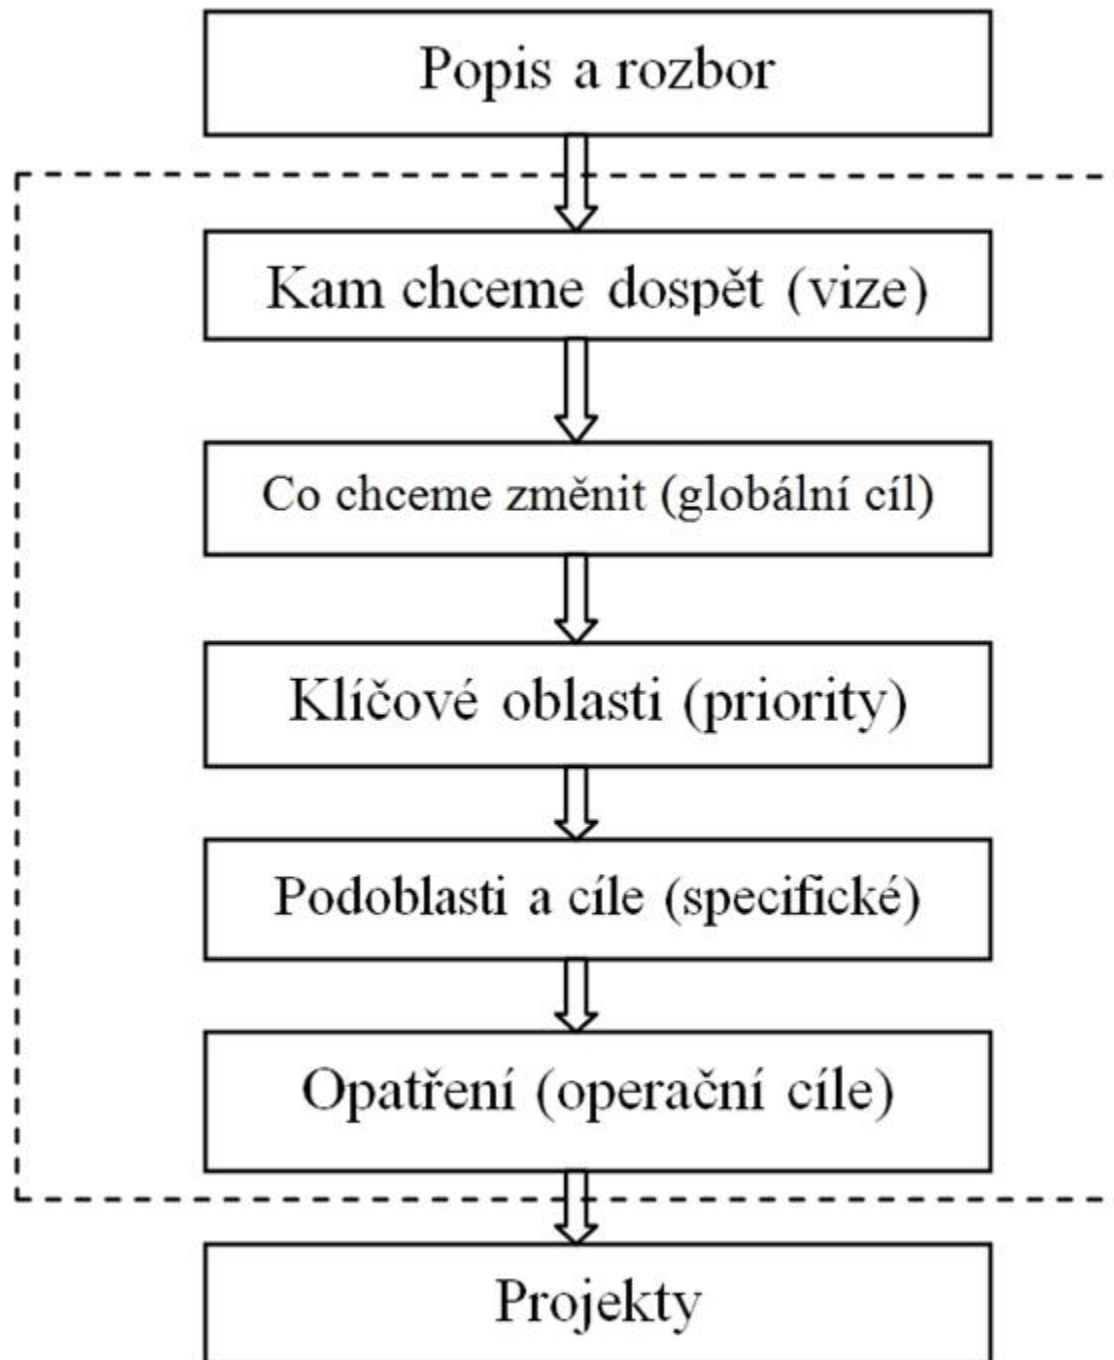 Popis a rozbor
Kam chceme dospět (vize)
Co chceme změnit (globální cíl)
Klíčové oblasti (priority)
Podoblasti a cíle (specifické)
Opatření (operační cíle)
Projekty